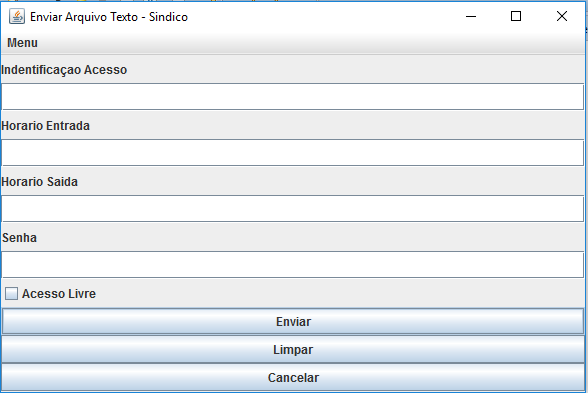 Enviar Arquivo Texto - Sindico
Menu
Indentificaçao Acesso
Horario Entrada
Horario Saida
Senha
Acesso Livre
Enviar
Limpar
Cancelar